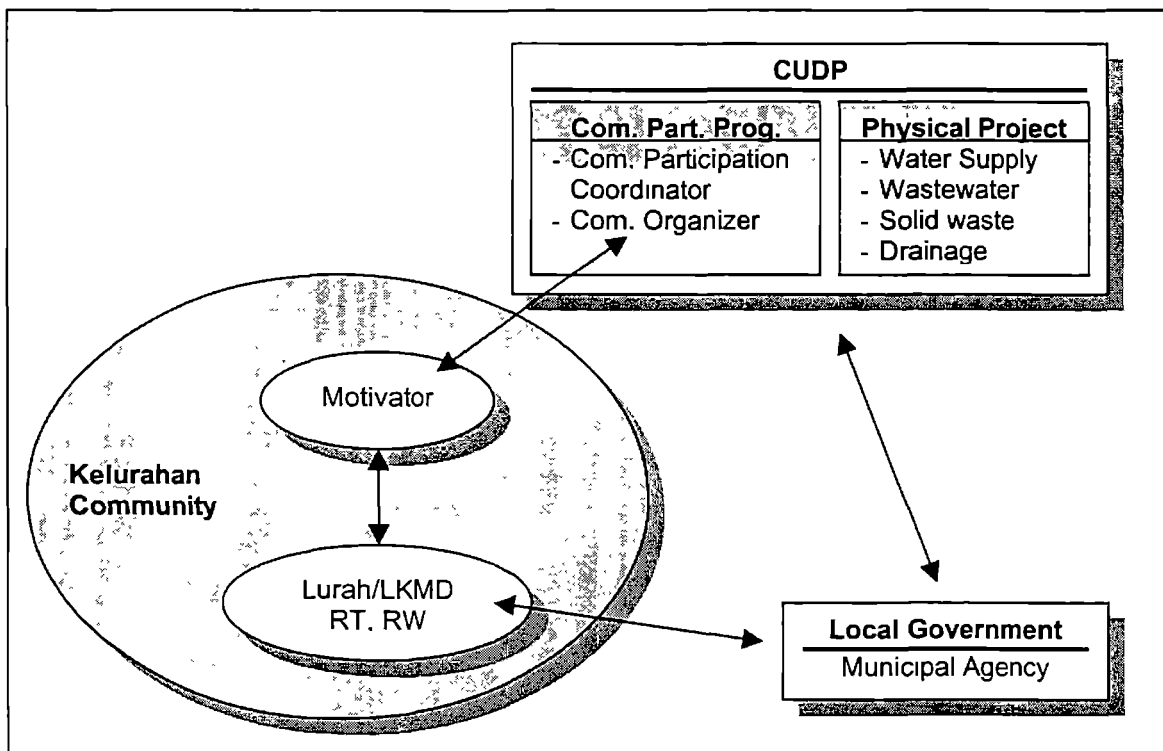 CUDP
Com. Part. Prog.
- Com. Participation
Coordinator
- Com. Organizer
Physical Project
- Water Supply
- Wastewater
- Solid waste
- Drainage
Motivator
Kelurahan
Community
Lurah/LKMD
RT, RW
Local Government
Municipal Agency